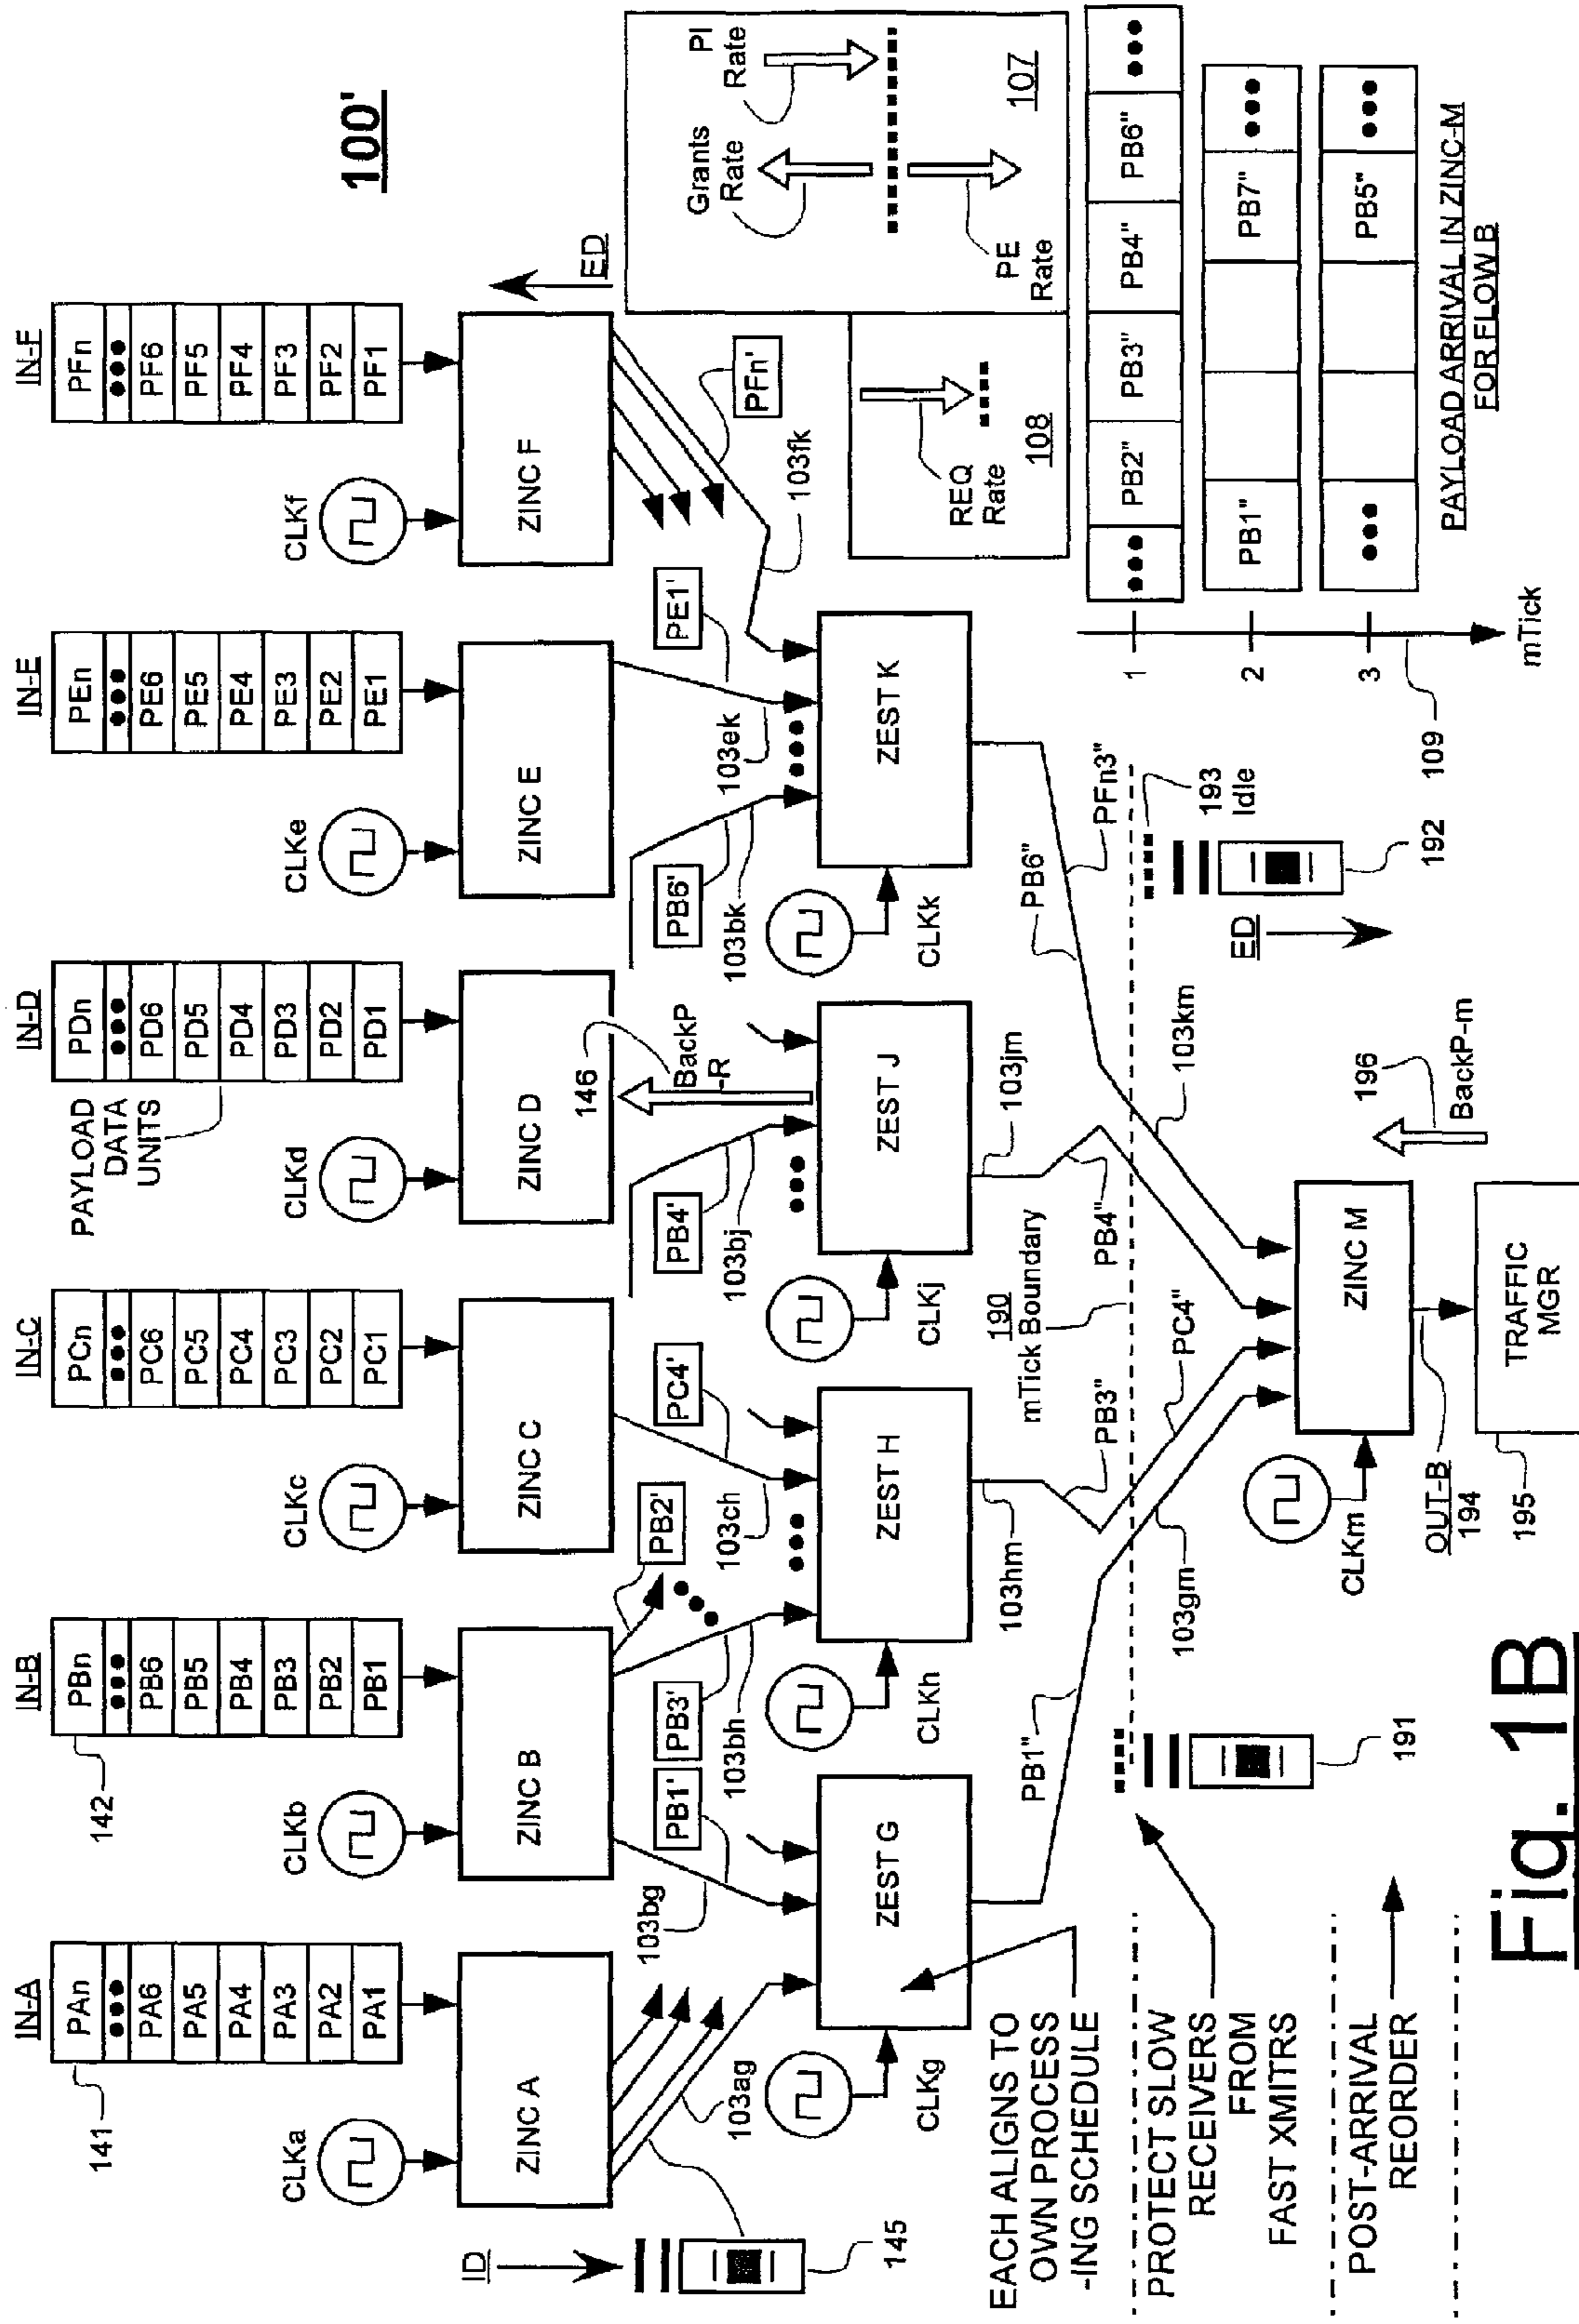 100'
IN-A
IN-B
IN-C
IN-D
IN-E
IN-F
PAn
PA6
PA5
PA4
PA3
PA2
PA1
PBn
PB6
PB5
PB4
PB3
PB2
PB1
PCn
PC6
PC5
PC4
PC3
PC2
PC1
PDn
PD6
PD5
PD4
PD3
PD2
PD1
PEn
PE6
PE5
PE4
PE3
PE2
PE1
PFn
PF6
PF5
PF4
PF3
PF2
PF1
141
142
PAYLOAD
DATA
UNITS
CLKa
CLKb
CLKc
CLKd
CLKe
CLKf
ZINC A
ZINC B
ZINC C
ZINC D
ZINC E
ZINC F
ID
145
ED
103ag
103bg
PB1'
PB3'
103bh
PB2'
PC4'
103ch
PB4'
103bj
146
BackP
-R
PB6'
103bk
PE1'
103ek
PFn'
103fk
ZEST G
ZEST H
ZEST J
ZEST K
CLKg
CLKh
CLKj
CLKk
Grants
Rate
PI
Rate
PE
Rate
107
REQ
Rate
108
EACH ALIGNS TO
OWN PROCESS
-ING SCHEDULE
103hm
103jm
PB1"
PB3"
PC4"
PB4"
PB6"
PFn3"
190
mTick Boundary
103gm
103km
193
Idle
192
191
ED
PROTECT SLOW
RECEIVERS
FROM
FAST XMITRS
POST-ARRIVAL
REORDER
CLKm
ZINC M
196
BackP-m
OUT-B
194
195
TRAFFIC
MGR
1
2
3
109
mTick
PB2"
PB3"
PB4"
PB6"
PB1"
PB7"
PB5"
PAYLOAD ARRIVAL IN ZINC-M
FOR FLOW B
Fig. 1B